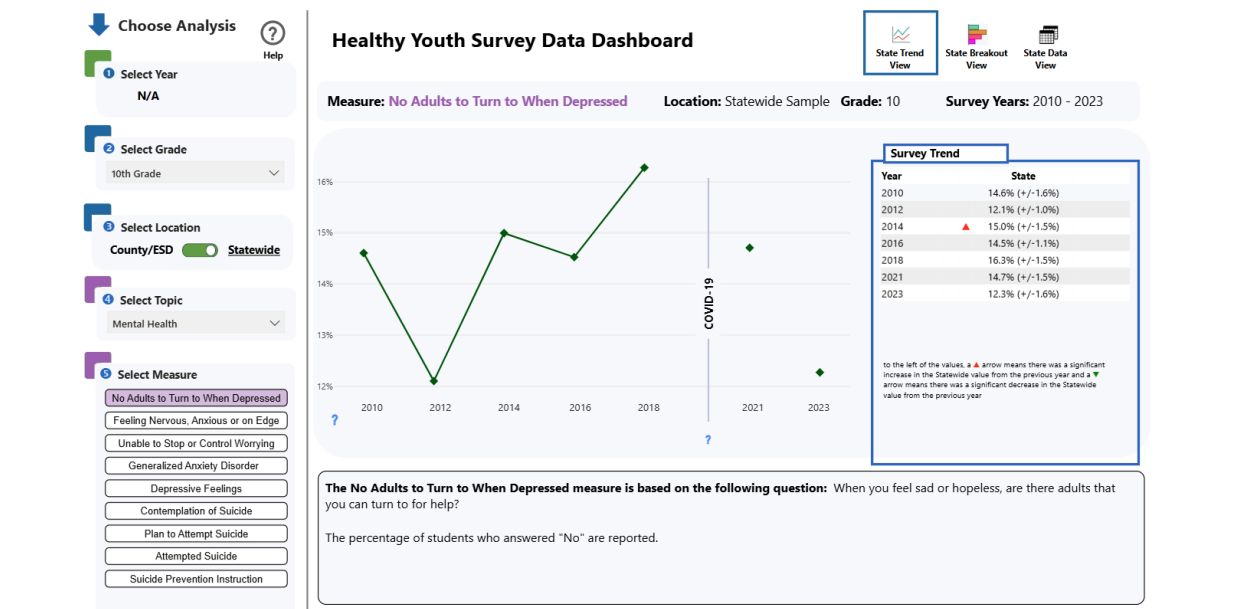 Choose Analysis
?
Help
1 Select Year
N/A
2 Select Grade
10th Grade
3 Select Location
County/ESD Statewide
4 Select Topic
Mental Health
5 Select Measure
No Adults to Turn to When Depressed
Feeling Nervous, Anxious or on Edge
Unable to Stop or Control Worrying
Generalized Anxiety Disorder
Depressive Feelings
Contemplation of Suicide
Plan to Attempt Suicide
Attempted Suicide
Suicide Prevention Instruction
Healthy Youth Survey Data Dashboard
State Trend
View
State Breakout
View
State Data
View
Measure: No Adults to Turn to When Depressed Location: Statewide Sample Grade: 10 Survey Years: 2010 - 2023
16%
15%
14%
13%
12%
2010 2012 2014 2016 2018 2021 2023
COVID-19
?
?
Survey Trend
Year State
2010 14.6% (+/-1.6%)
2012 12.1% (+/-1.0%)
2014 ▲ 15.0% (+/-1.5%)
2016 14.5% (+/-1.1%)
2018 16.3% (+/-1.5%)
2021 14.7% (+/-1.5%)
2023 12.3% (+/-1.6%)
to the left of the values, a ▲ arrow means there was a significant
increase in the Statewide value from the previous year and a ▼
arrow means there was a significant decrease in the Statewide
value from the previous year
The No Adults to Turn to When Depressed measure is based on the following question: When you feel sad or hopeless, are there adults that
you can turn to for help?
The percentage of students who answered "No" are reported.